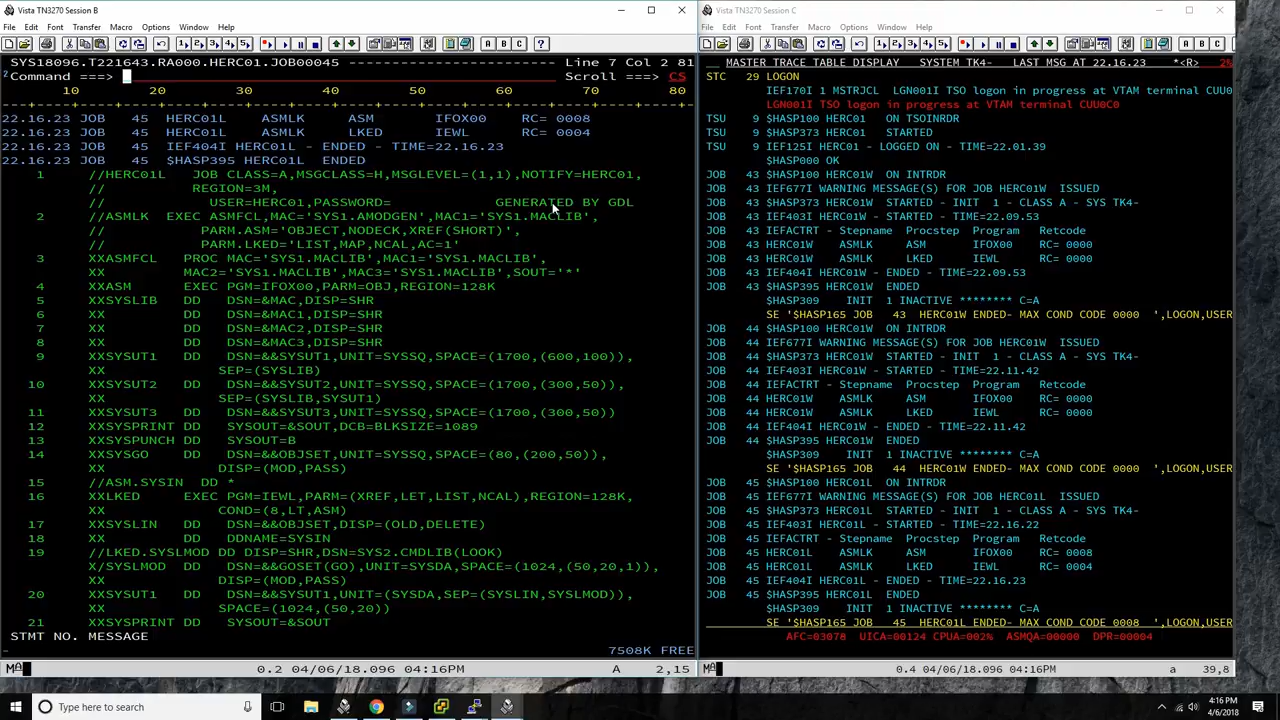 Vista TN3270 Session B
Edit Font Transfer Macro Options Window Help
SYS18096.T221643.RA000.HERC01.JOB00045 ------------------- Line 7 Col 2 81
Command ===> Scroll ===> CS
10 20 30 40 50 60 70 80
22.16.23 JOB 45 HERC01L ASMLK ASM IFOX00 RC= 0008
22.16.23 JOB 45 HERC01L ASMLK LKED IEWL RC= 0004
22.16.23 JOB 45 IEF404I HERC01L - ENDED - TIME=22.16.23
22.16.23 JOB 45 $HASP395 HERC01L ENDED
1 //HERC01L JOB CLASS=A,MSGCLASS=H,MSGLEVEL=(1,1),NOTIFY=HERC01,
// REGION=3M,
// USER=HERC01,PASSWORD= GENERATED BY GDL
2 //ASMLK EXEC ASMFCL,MAC='SYS1.AMODGEN',MAC1='SYS1.MACLIB',
// PARM.ASM='OBJECT,NODECK,XREF(SHORT)',
// PARM.LKED='LIST,MAP,NCAL,AC=1'
3 XXASMFCL PROC MAC='SYS1.MACLIB',MAC1='SYS1.MACLIB',
XX MAC2='SYS1.MACLIB',MAC3='SYS1.MACLIB',SOUT='*'
4 XXASM EXEC PGM=IFOX00,PARM=OBJ,REGION=128K
5 XXSYSLIB DD DSN=&MAC,DISP=SHR
6 XX DD DSN=&MAC1,DISP=SHR
7 XX DD DSN=&MAC2,DISP=SHR
8 XX DD DSN=&MAC3,DISP=SHR
9 XXSYSUT1 DD DSN=&&SYSUT1,UNIT=SYSSQ,SPACE=(1700,(600,100)),
XX SEP=(SYSLIB)
10 XXSYSUT2 DD DSN=&&SYSUT2,UNIT=SYSSQ,SPACE=(1700,(300,50)),
XX SEP=(SYSLIB,SYSUT1)
11 XXSYSUT3 DD DSN=&&SYSUT3,UNIT=SYSSQ,SPACE=(1700,(300,50))
12 XXSYSPRINT DD SYSOUT=&SOUT,DCB=BLKSIZE=1089
13 XXSYSPUNCH DD SYSOUT=B
14 XXSYSGO DD DSN=&&OBJSET,UNIT=SYSSQ,SPACE=(80,(200,50)),
XX DISP=(MOD,PASS)
15 //ASM.SYSIN DD *
16 XXLKED EXEC PGM=IEWL,PARM=(XREF,LET,LIST,NCAL),REGION=128K,
XX COND=(8,LT,ASM)
17 XXSYSLIN DD DSN=&&OBJSET,DISP=(OLD,DELETE)
18 XX DD DDNAME=SYSIN
19 //LKED.SYSLMOD DD DISP=SHR,DSN=SYS2.CMDLIB(LOOK)
X/SYSLMOD DD DSN=&&GOSET(GO),UNIT=SYSDA,SPACE=(1024,(50,20,1)),
XX DISP=(MOD,PASS)
20 XXSYSUT1 DD DSN=&&SYSUT1,UNIT=(SYSDA,SEP=(SYSLIN,SYSLMOD)),
XX SPACE=(1024,(50,20))
21 XXSYSPRINT DD SYSOUT=&SOUT
STMT NO. MESSAGE
7508K FREE
0.2 04/06/18.096 04:16PM A 2,15
Vista TN3270 Session C
File Edit Font Transfer Macro Options Window Help
MASTER TRACE TABLE DISPLAY SYSTEM TK4- LAST MSG AT 22.16.23 *<R> 2%
STC 29 LOGON
IEF170I 1 MSTRJCL LGN001I TSO logon in progress at VTAM terminal CUU0
LGN001I TSO logon in progress at VTAM terminal CUU0C0
TSU 9 $HASP100 HERC01 ON TSOINRDR
TSU 9 $HASP373 HERC01 STARTED
TSU 9 IEF125I HERC01 - LOGGED ON - TIME=22.01.39
$HASP000 OK
JOB 43 $HASP100 HERC01W ON INTRDR
JOB 43 IEF677I WARNING MESSAGE(S) FOR JOB HERC01W ISSUED
JOB 43 $HASP373 HERC01W STARTED - INIT 1 - CLASS A - SYS TK4-
JOB 43 IEF403I HERC01W - STARTED - TIME=22.09.53
JOB 43 IEFACTRT - Stepname Procstep Program Retcode
JOB 43 HERC01W ASMLK ASM IFOX00 RC= 0000
JOB 43 HERC01W ASMLK LKED IEWL RC= 0000
JOB 43 IEF404I HERC01W - ENDED - TIME=22.09.53
JOB 43 $HASP395 HERC01W ENDED
$HASP309 INIT 1 INACTIVE ******** C=A
SE '$HASP165 JOB 43 HERC01W ENDED- MAX COND CODE 0000 ',LOGON,USER
JOB 44 $HASP100 HERC01W ON INTRDR
JOB 44 IEF677I WARNING MESSAGE(S) FOR JOB HERC01W ISSUED
JOB 44 $HASP373 HERC01W STARTED - INIT 1 - CLASS A - SYS TK4-
JOB 44 IEF403I HERC01W - STARTED - TIME=22.11.42
JOB 44 IEFACTRT - Stepname Procstep Program Retcode
JOB 44 HERC01W ASMLK ASM IFOX00 RC= 0000
JOB 44 HERC01W ASMLK LKED IEWL RC= 0000
JOB 44 IEF404I HERC01W - ENDED - TIME=22.11.42
JOB 44 $HASP395 HERC01W ENDED
$HASP309 INIT 1 INACTIVE ******** C=A
SE '$HASP165 JOB 44 HERC01W ENDED- MAX COND CODE 0000 ',LOGON,USER
JOB 45 $HASP100 HERC01L ON INTRDR
JOB 45 IEF677I WARNING MESSAGE(S) FOR JOB HERC01L ISSUED
JOB 45 $HASP373 HERC01L STARTED - INIT 1 - CLASS A - SYS TK4-
JOB 45 IEF403I HERC01L - STARTED - TIME=22.16.22
JOB 45 IEFACTRT - Stepname Procstep Program Retcode
JOB 45 HERC01L ASMLK ASM IFOX00 RC= 0008
JOB 45 HERC01L ASMLK LKED IEWL RC= 0004
JOB 45 IEF404I HERC01L - ENDED - TIME=22.16.23
JOB 45 $HASP395 HERC01L ENDED
$HASP309 INIT 1 INACTIVE ******** C=A
SE '$HASP165 JOB 45 HERC01L ENDED- MAX COND CODE 0008 ',LOGON,USER
AFC=03078 UICA=00124 CPUA=002% ASMQA=00000 DPR=00004
0.4 04/06/18.096 04:16PM a 39,8
Type here to search
4:16 PM
4/6/2018